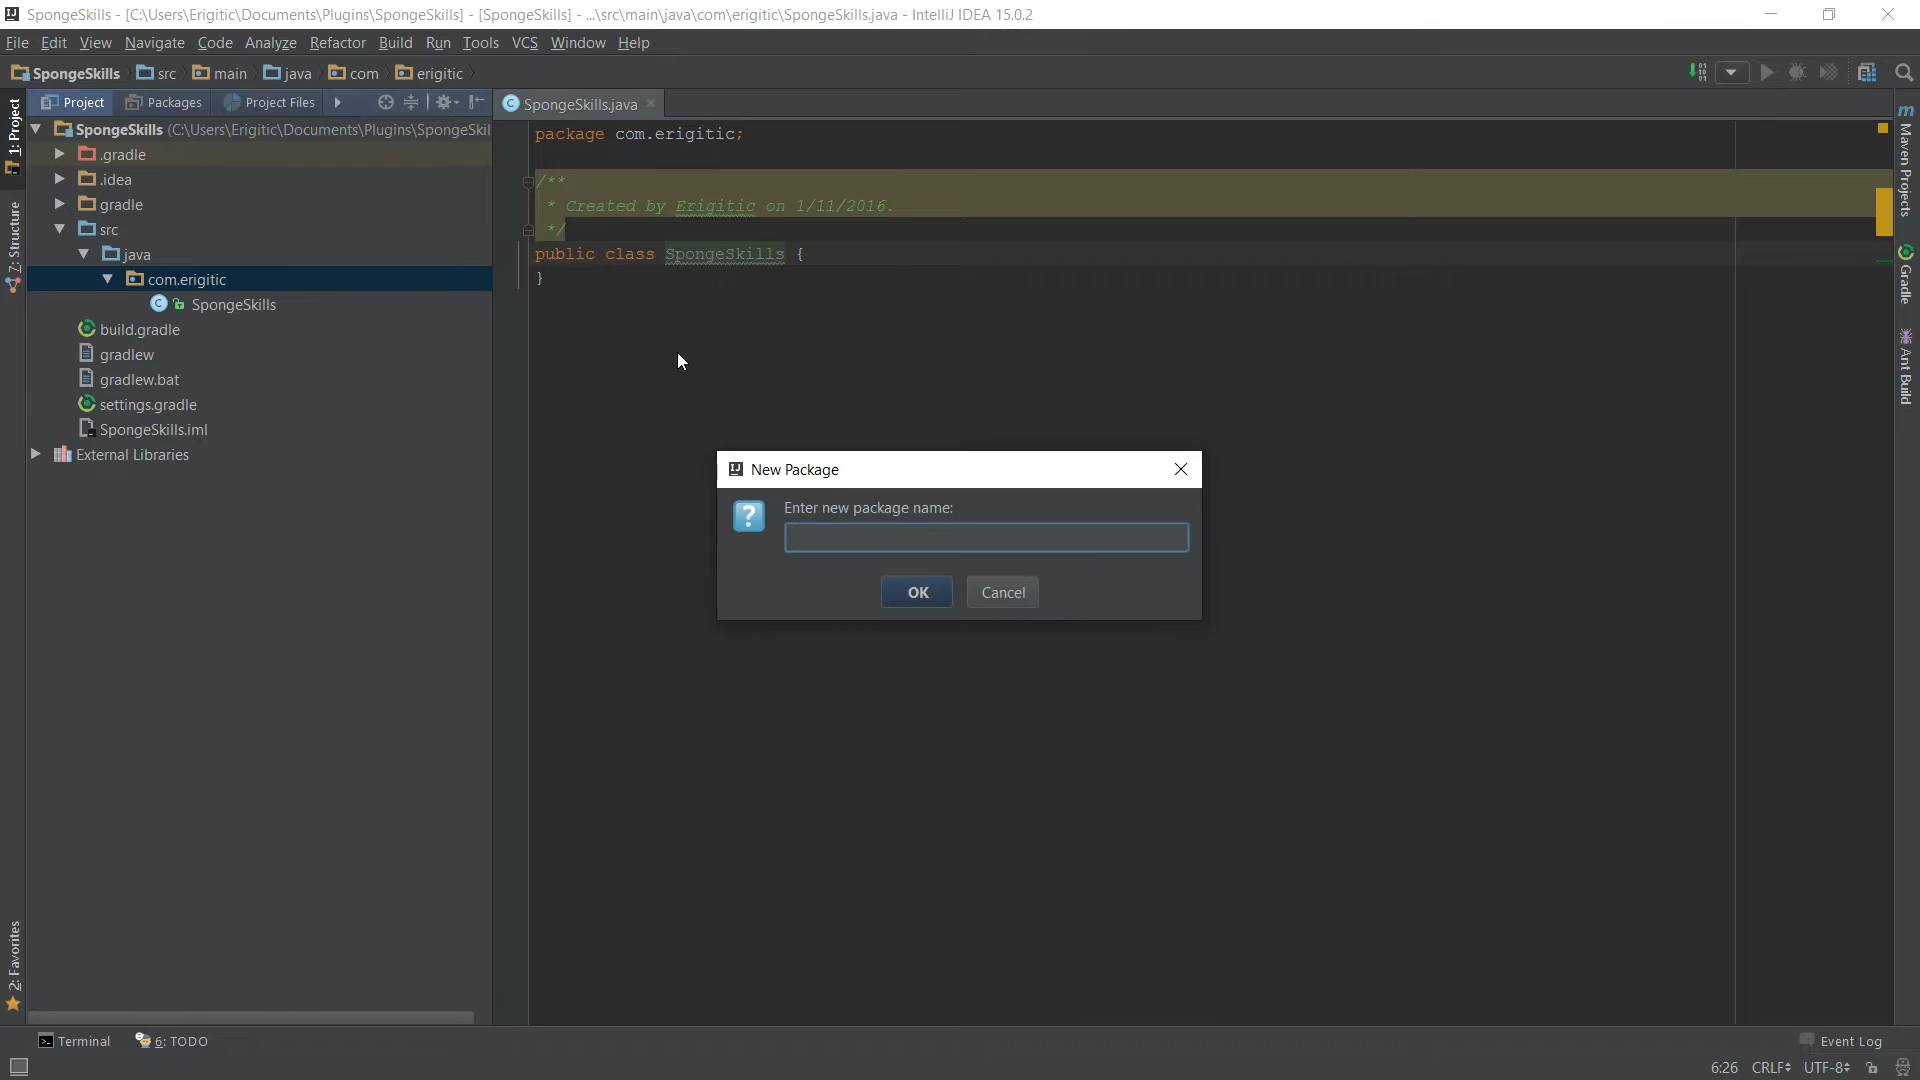 SpongeSkills - [C:\Users\Erigitic\Documents\Plugins\SpongeSkills] - [SpongeSkills] - ...\src\main\java\com\erigitic\SpongeSkills.java - IntelliJ IDEA 15.0.2
File Edit View Navigate Code Analyze Refactor Build Run Tools VCS Window Help
SpongeSkills src main java com erigitic
Project Packages Project Files
SpongeSkills.java
1: Project
7: Structure
2: Favorites
SpongeSkills (C:\Users\Erigitic\Documents\Plugins\SpongeSkil
.gradle
.idea
gradle
src
java
com.erigitic
SpongeSkills
build.gradle
gradlew
gradlew.bat
settings.gradle
SpongeSkills.iml
External Libraries
package com.erigitic;
/**
* Created by Erigitic on 1/11/2016.
*/
public class SpongeSkills {
}
New Package
Enter new package name:
OK Cancel
Maven Projects
Gradle
Ant Build
Terminal 6: TODO Event Log
6:26 CRLF UTF-8